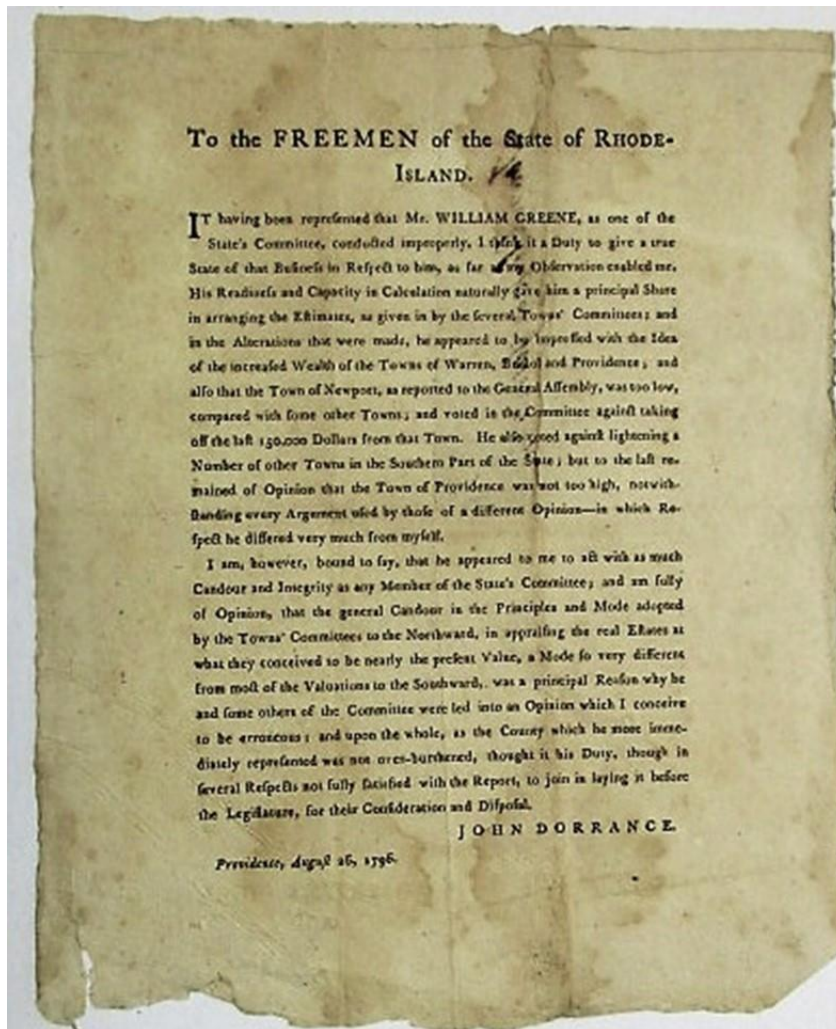 To the FREEMEN of the State of RHODE-
ISLAND.
IT having been repreſented that Mr. WILLIAM GREENE, as one of the
State's Committee, conducted improperly, I think it a Duty to give a true
State of that Buſineſs in Reſpect to him, as far as my Obſervation enabled me.
His Readineſs and Capacity in Calculation naturally gave him a principal Share
in arranging the Eſtimates, as given in by the ſeveral Towns' Committees; and
in the Alterations that were made, he appeared to be impreſſed with the Idea
of the increaſed Wealth of the Towns of Warren, Briſtol and Providence; and
alſo that the Town of Newport, as reported to the General Aſſembly, was too low,
compared with ſome other Towns; and voted in the Committee againſt taking
off the laſt 150.000 Dollars from that Town. He alſo voted againſt lightening a
Number of other Towns in the Southern Part of the State; but to the laſt re-
mained of Opinion that the Town of Providence was not too high, notwith-
ſtanding every Argument uſed by thoſe of a different Opinion—in which Re-
ſpect he differed very much from myſelf.
I am, however, bound to ſay, that he appeared to me to act with as much
Candour and Integrity as any Member of the State's Committee; and am fully
of Opinion, that the general Candour in the Principles and Mode adopted
by the Towns' Committees to the Northward, in appraiſing the real Eſtates at
what they conceived to be nearly the preſent Value, a Mode ſo very different
from moſt of the Valuations to the Southward, was a principal Reaſon why he
and ſome others of the Committee were led into an Opinion which I conceive
to be erroneous; and upon the whole, as the County which he more imme-
diately repreſented was not over-burthened, thought it his Duty, though in
ſeveral Reſpects not fully ſatisfied with the Report, to join in laying it before
the Legiſlature, for their Conſideration and Diſpoſal.
JOHN DORRANCE.
Providence, Auguſt 26, 1796.